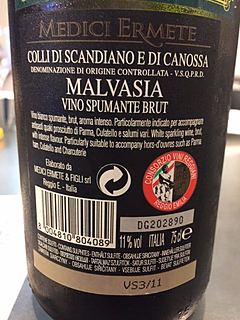 MEDICI ERMETE
COLLI DI SCANDIANO E DI CANOSSA
DENOMINAZIONE DI ORIGINE CONTROLLATA - V.S.Q.P.R.D.
MALVASIA
VINO SPUMANTE BRUT
Vino bianco spumante, brut, aroma intenso. Particolarmente indicato per accompagnare
antipasti quali prosciutto di Parma, Culatello e salumi vari. White sparkling wine, brut,
with intense flavour. Particularly suitable to accompany hors-d'ouvres such as Parma
ham, Culatello and Charcuterie
Elaborato da
MEDICI ERMETE & FIGLI srl
Reggio E. - Italia
CONSORZIO VINI REGGIANI
REGGIO EMILIA
DG202890
8 004810 804089
11%vol ITALIA 75cl e
VS3/11